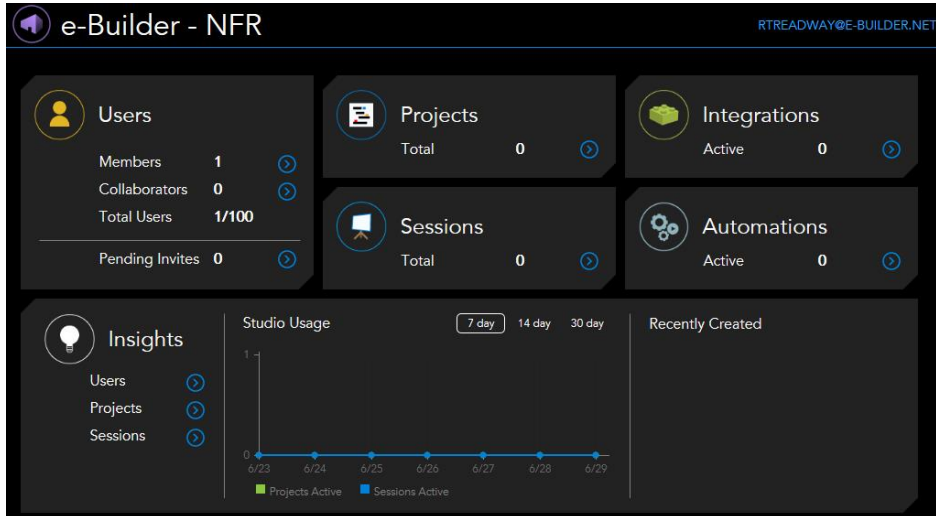 e-Builder - NFR
RTREADWAY@E-BUILDER.NET
Users
Members 1
Collaborators 0
Total Users 1/100
Pending Invites 0
Projects
Total 0
Integrations
Active 0
Sessions
Total 0
Automations
Active 0
Insights
Users
Projects
Sessions
Studio Usage
7 day 14 day 30 day
1
0
6/23 6/24 6/25 6/26 6/27 6/28 6/29
Projects Active Sessions Active
Recently Created